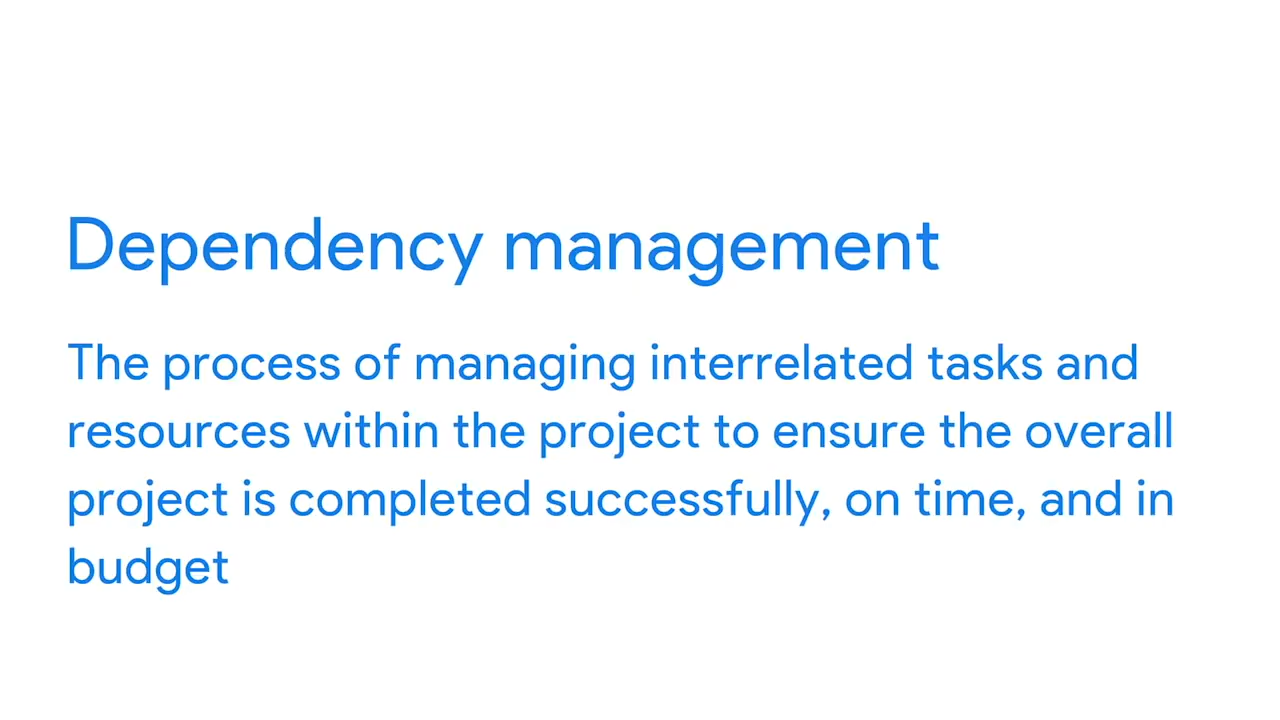 Dependency management
The process of managing interrelated tasks and
resources within the project to ensure the overall
project is completed successfully, on time, and in
budget